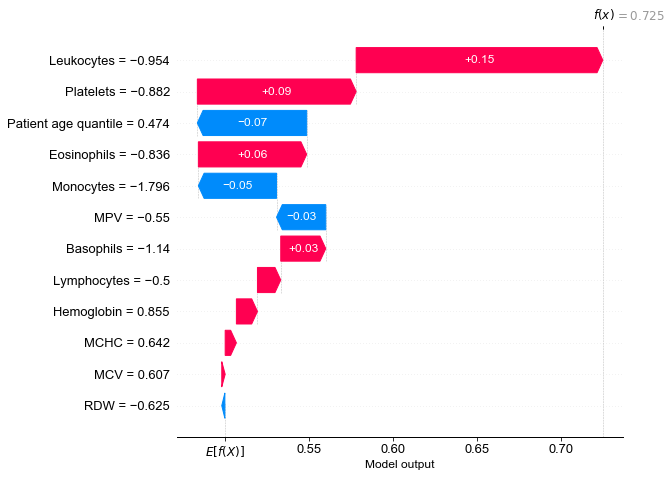 f(x) = 0.725
Leukocytes = −0.954
+0.15
Platelets = −0.882
+0.09
Patient age quantile = 0.474
−0.07
Eosinophils = −0.836
+0.06
Monocytes = −1.796
−0.05
MPV = −0.55
−0.03
Basophils = −1.14
+0.03
Lymphocytes = −0.5
Hemoglobin = 0.855
MCHC = 0.642
MCV = 0.607
RDW = −0.625
E[f(X)] 0.55 0.60 0.65 0.70
Model output